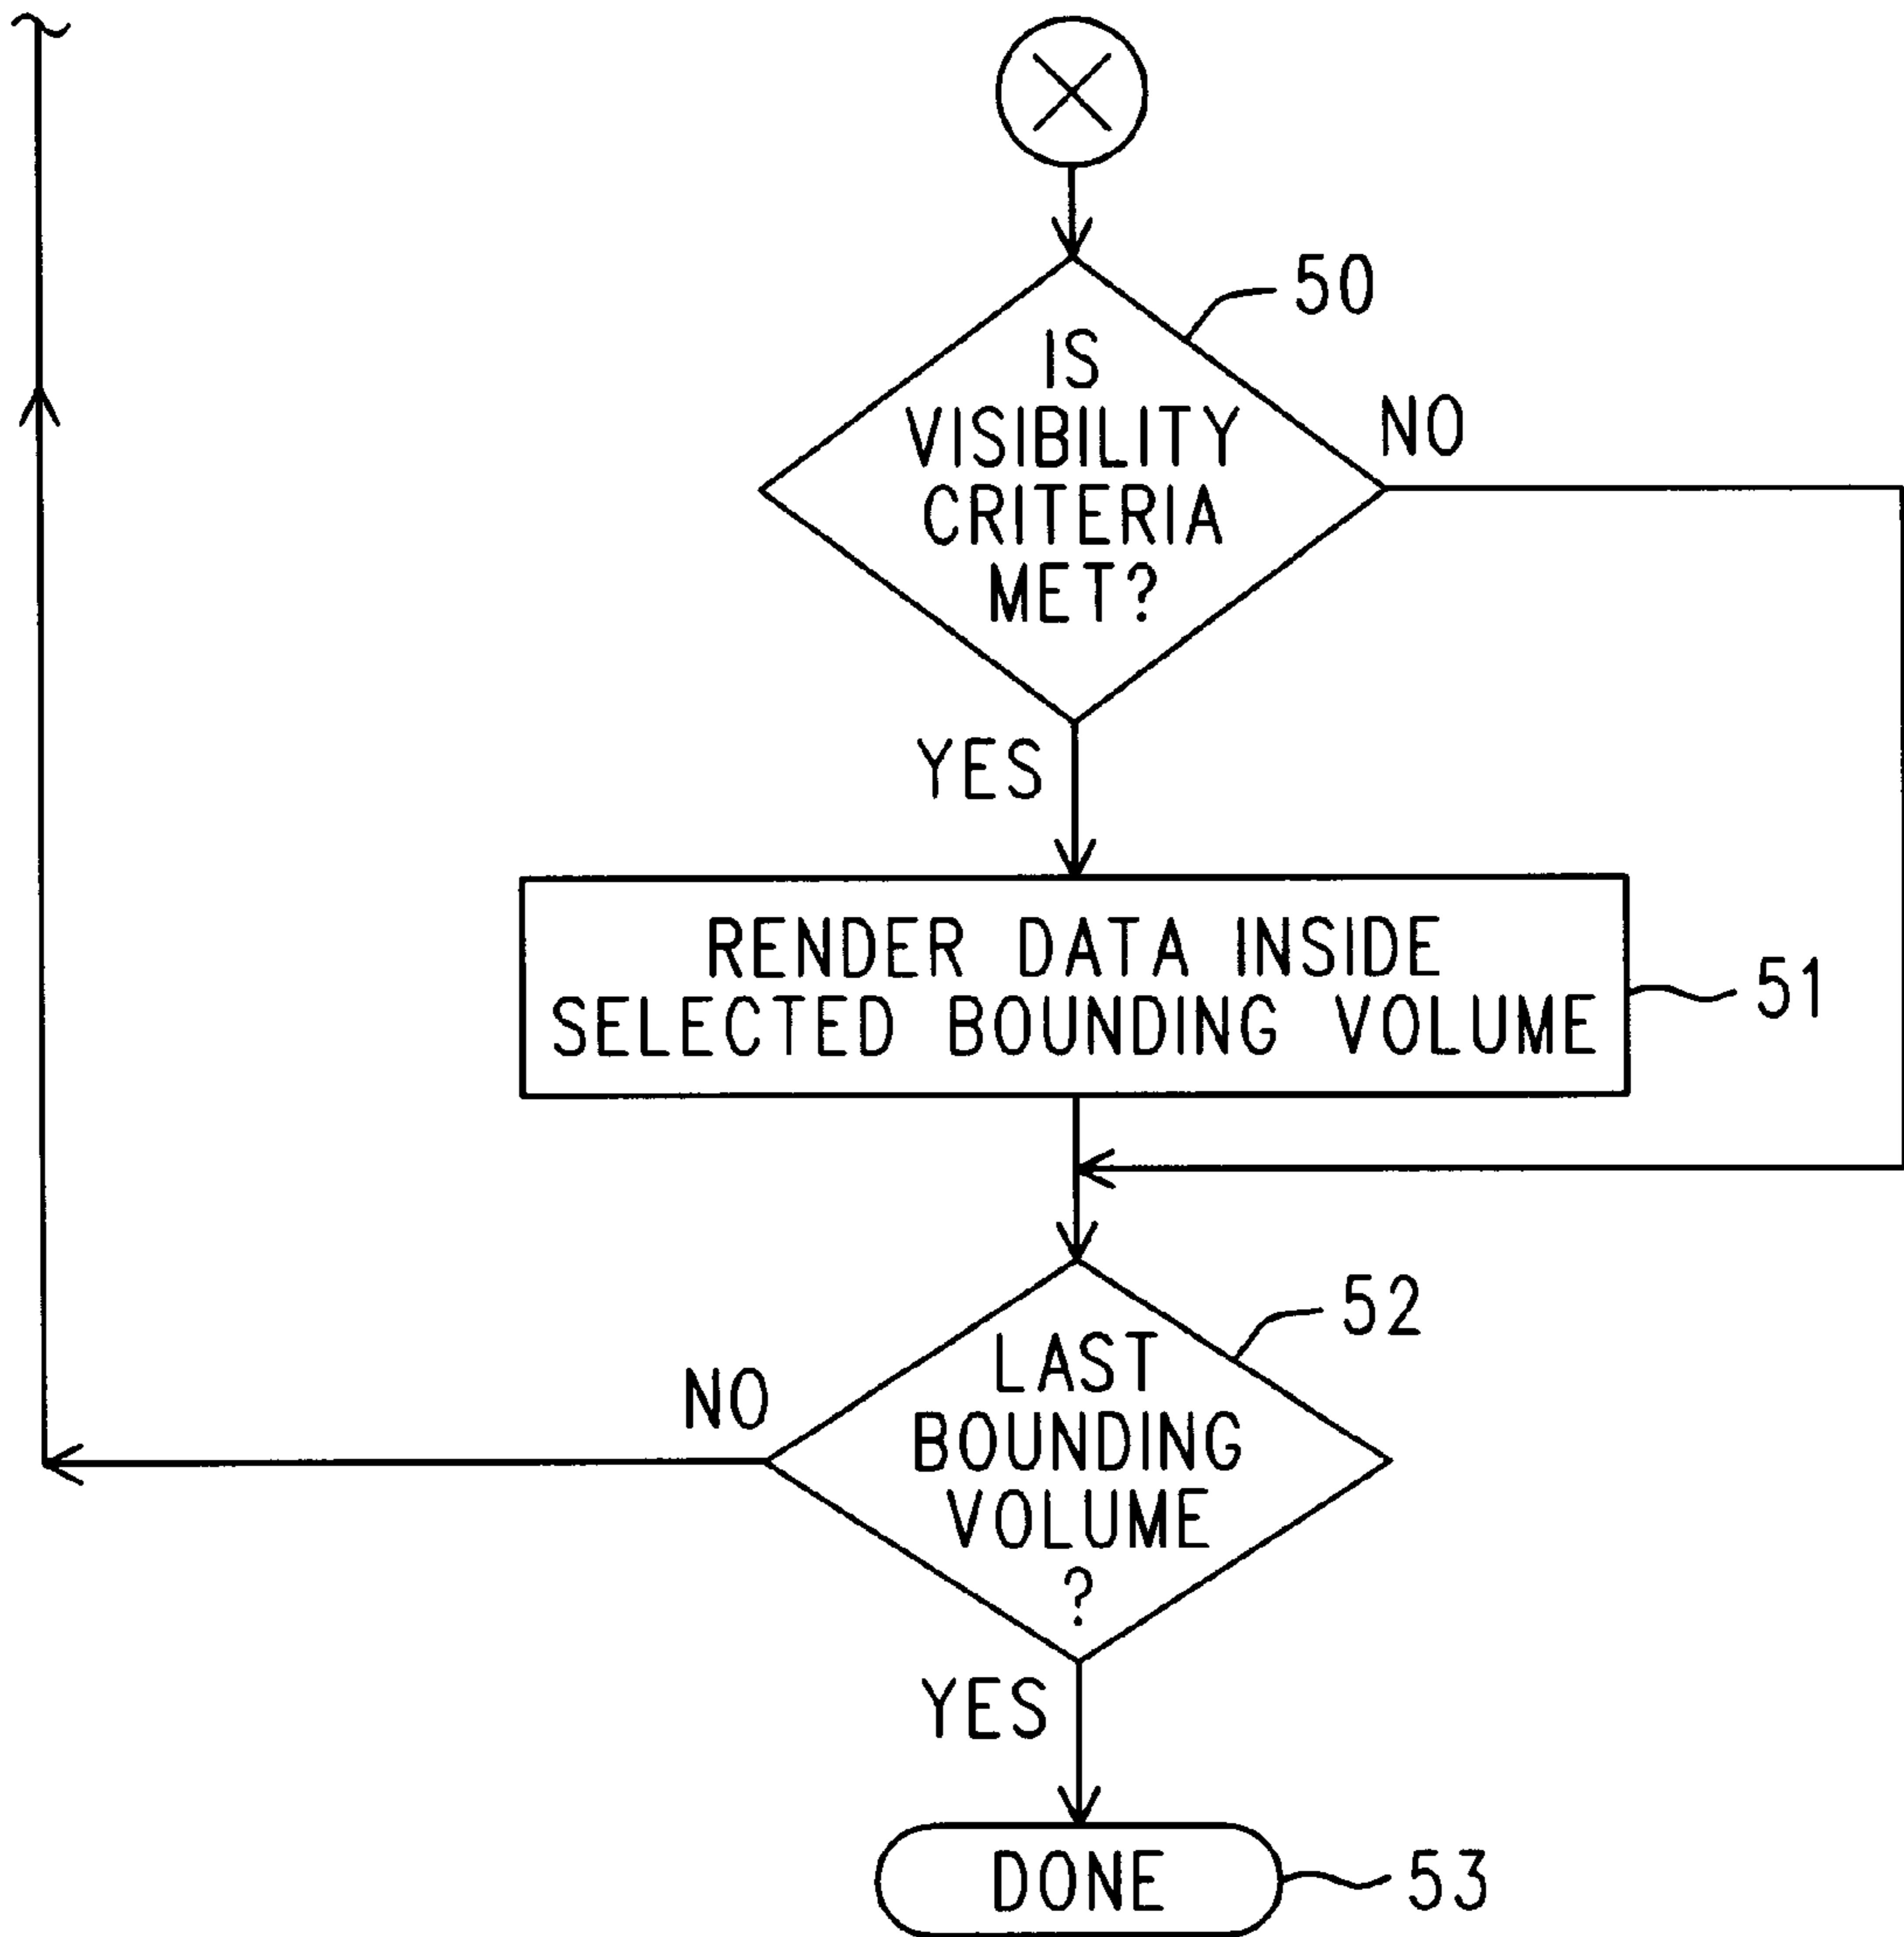 50
IS
VISIBILITY
CRITERIA
MET?
NO
YES
RENDER DATA INSIDE
SELECTED BOUNDING VOLUME
51
52
LAST
BOUNDING
VOLUME
?
NO
YES
DONE
53